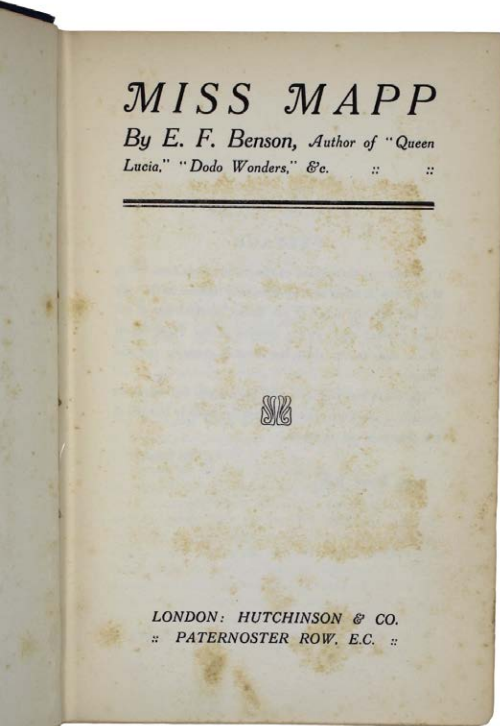 MISS MAPP
By E. F. Benson, Author of "Queen
Lucia," "Dodo Wonders," &c. :: ::
LONDON: HUTCHINSON & CO.
:: PATERNOSTER ROW. E.C. ::